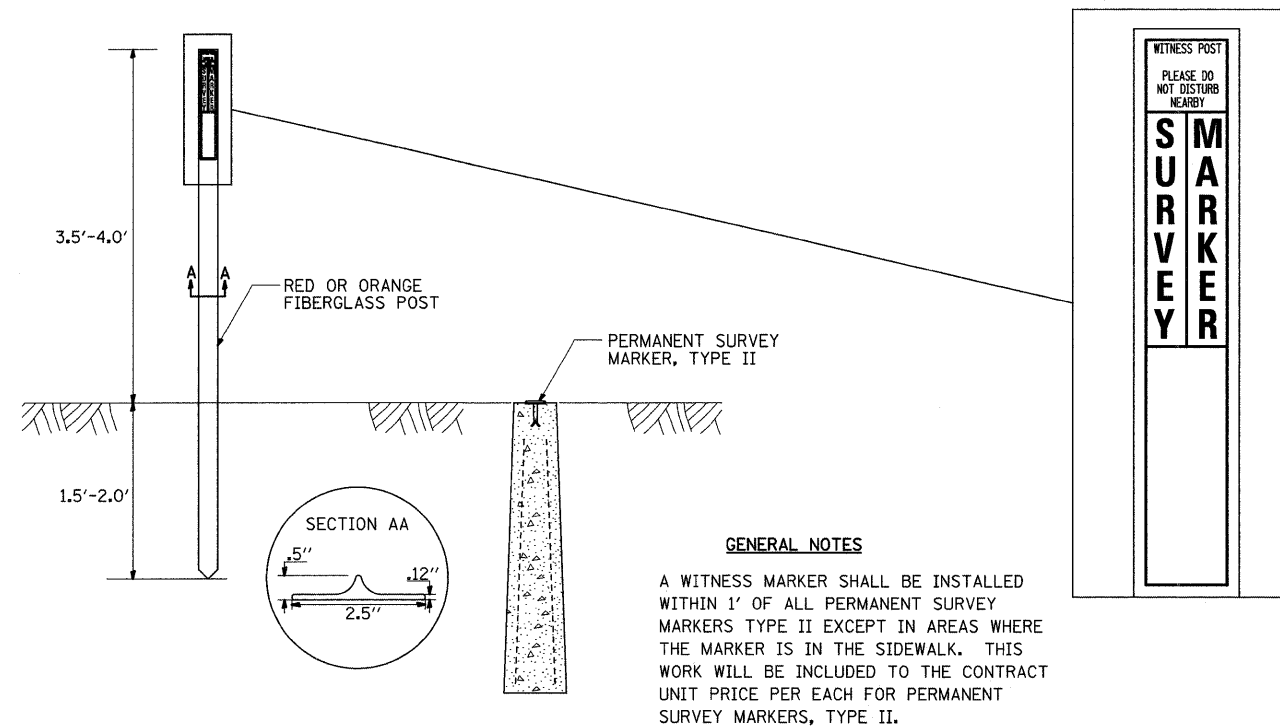 WITNESS POST
PLEASE DO
NOT DISTURB
NEARBY
SURVEY
MARKER
SURVEY
MARKER
3.5'-4.0'
A A
RED OR ORANGE
FIBERGLASS POST
PERMANENT SURVEY
MARKER, TYPE II
1.5'-2.0'
SECTION AA
.5"
.12"
2.5"
GENERAL NOTES
A WITNESS MARKER SHALL BE INSTALLED
WITHIN 1' OF ALL PERMANENT SURVEY
MARKERS TYPE II EXCEPT IN AREAS WHERE
THE MARKER IS IN THE SIDEWALK. THIS
WORK WILL BE INCLUDED TO THE CONTRACT
UNIT PRICE PER EACH FOR PERMANENT
SURVEY MARKERS, TYPE II.